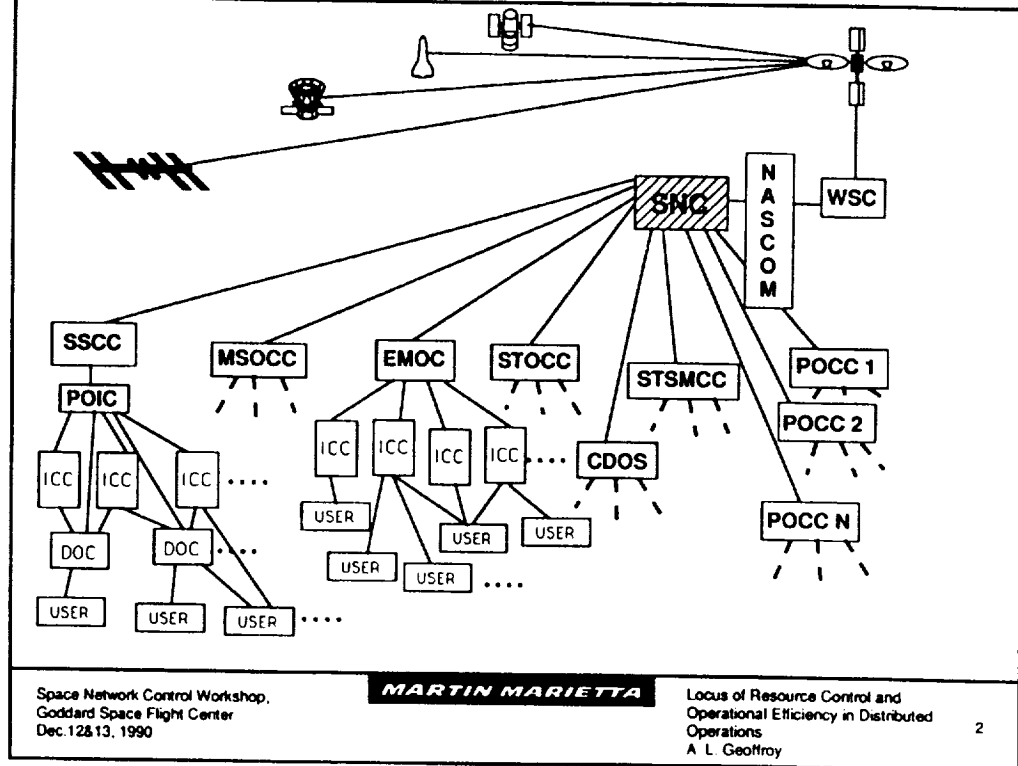 NASCOM
SNC
WSC
SSCC
MSOCC
EMOC
STOCC
STSMCC
POCC 1
POIC
POCC 2
ICC
ICC
ICC
....
ICC
ICC
ICC
ICC
....
CDOS
POCC N
DOC
DOC
....
USER
USER
USER
USER
USER
....
USER
USER
USER
....
MARTIN MARIETTA
Space Network Control Workshop,
Goddard Space Flight Center
Dec.12&13, 1990
Locus of Resource Control and
Operational Efficiency in Distributed
Operations
A. L. Geoffroy
2